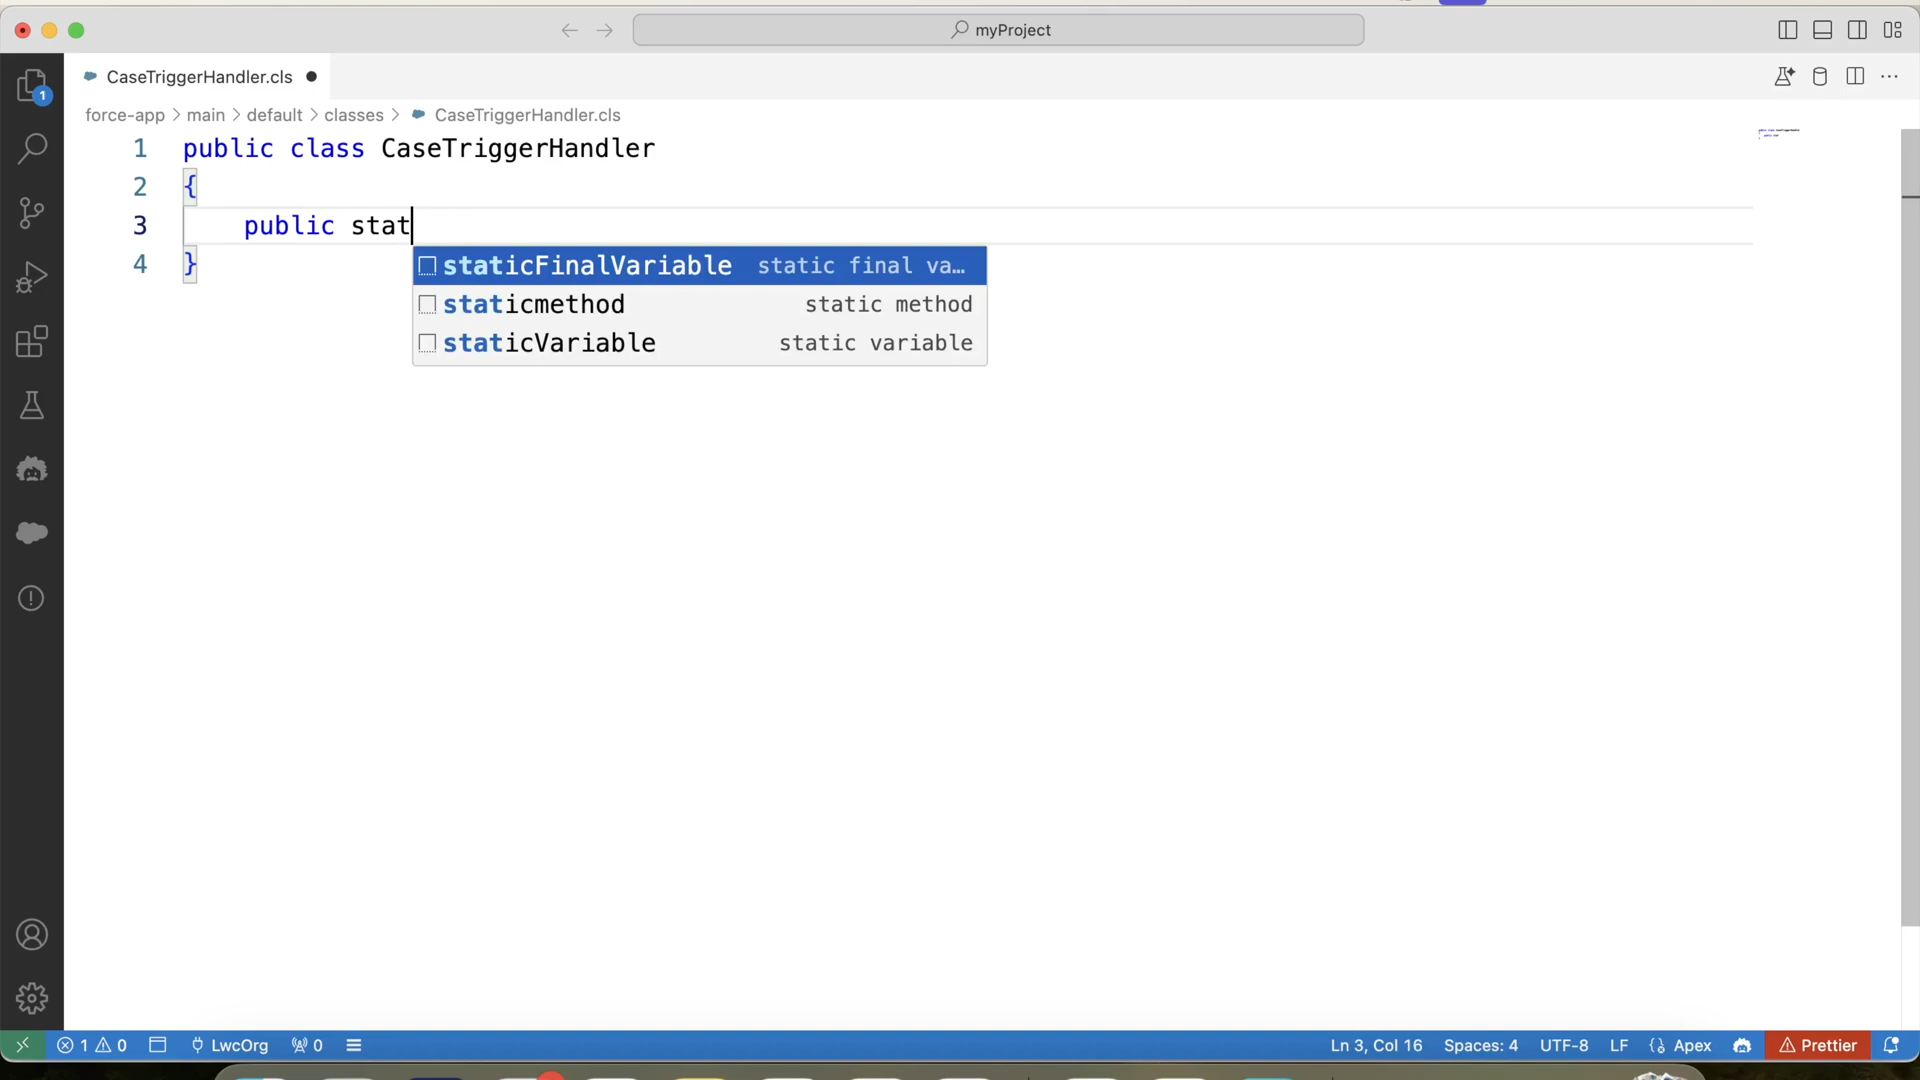 myProject
CaseTriggerHandler.cls
force-app > main > default > classes > CaseTriggerHandler.cls
1 public class CaseTriggerHandler
2 {
3 public stat
staticFinalVariable static final va…
staticmethod static method
staticVariable static variable
4 }
1
1 0 LwcOrg 0 Ln 3, Col 16 Spaces: 4 UTF-8 LF Apex Prettier